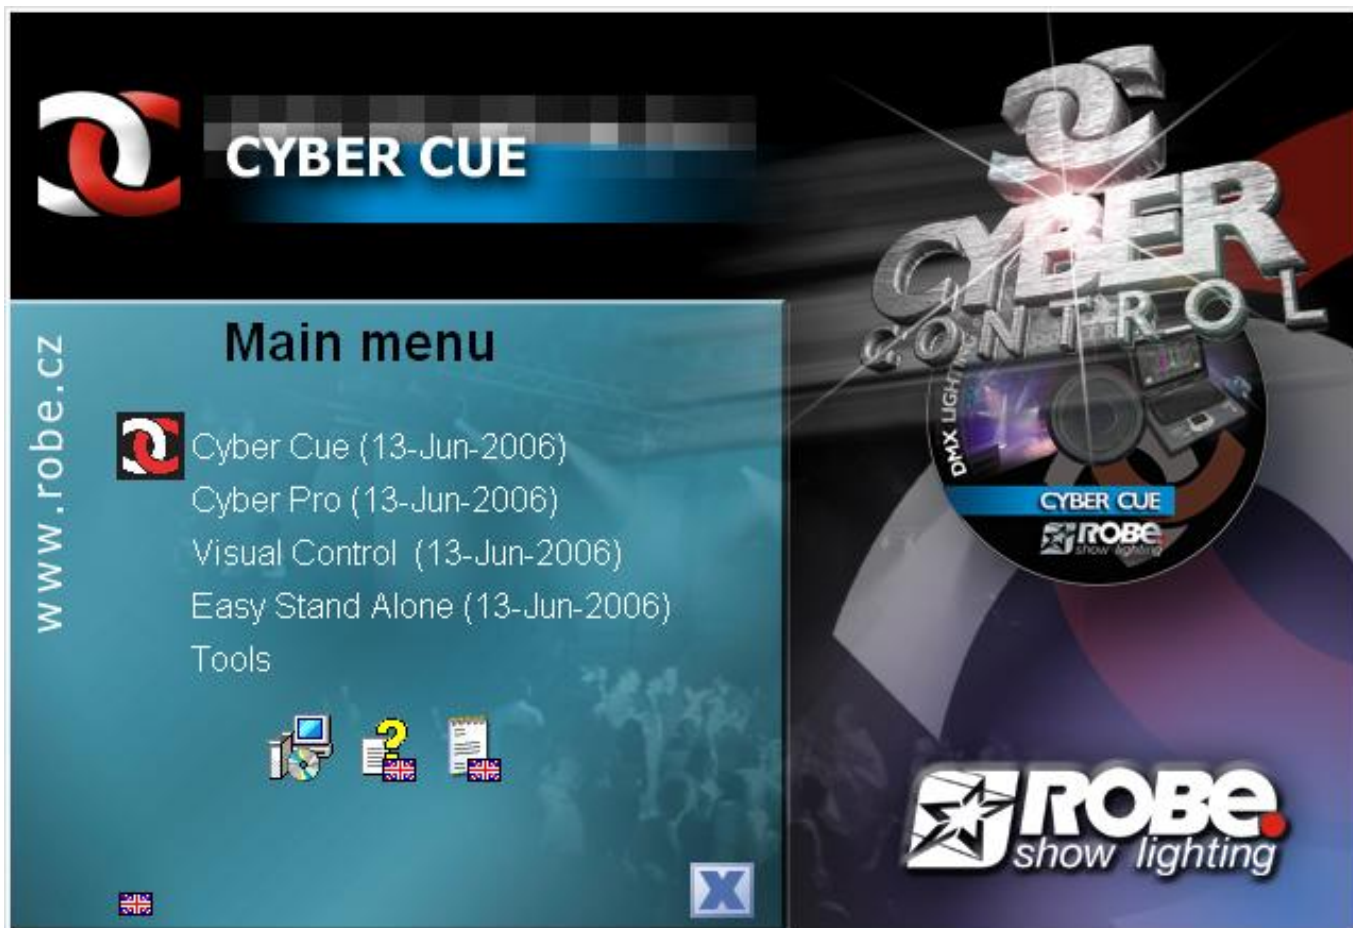 CYBER CUE
CYBER
CONTROL
www.robe.cz
Main menu
Cyber Cue (13-Jun-2006)
Cyber Pro (13-Jun-2006)
Visual Control (13-Jun-2006)
Easy Stand Alone (13-Jun-2006)
Tools
DMX LIGHTING
CYBER CUE
ROBE
show lighting
X
ROBE.
show lighting